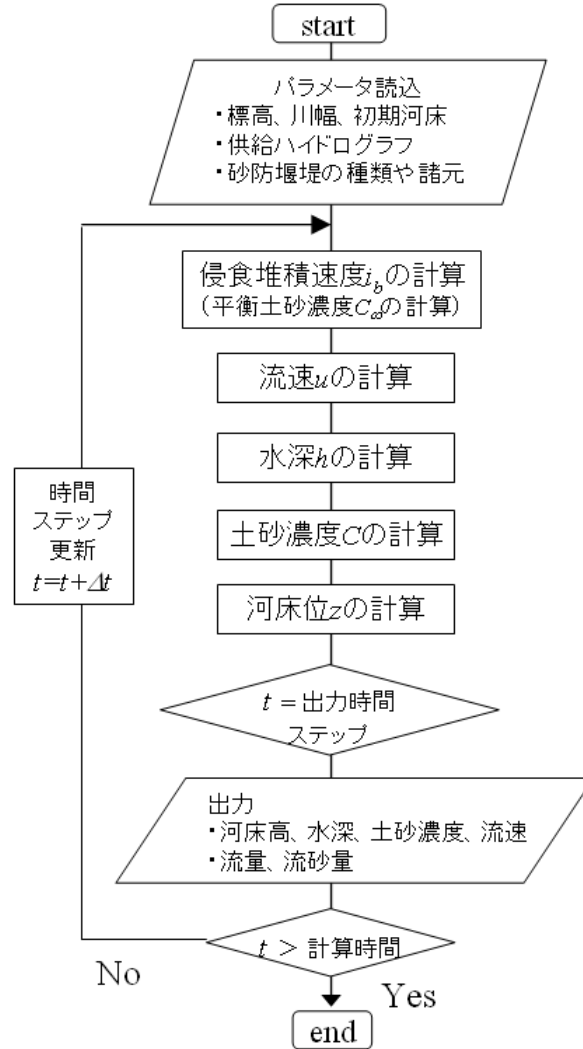 start
パラメータ読込
・標高、川幅、初期河床
・供給ハイドログラフ
・砂防堰堤の種類や諸元
侵食堆積速度i_bの計算
(平衡土砂濃度C_∞の計算)
流速uの計算
水深hの計算
土砂濃度Cの計算
河床位zの計算
時間
ステップ
更新
t=t+Δt
t = 出力時間
ステップ
出力
・河床高、水深、土砂濃度、流速
・流量、流砂量
t > 計算時間
No
Yes
end